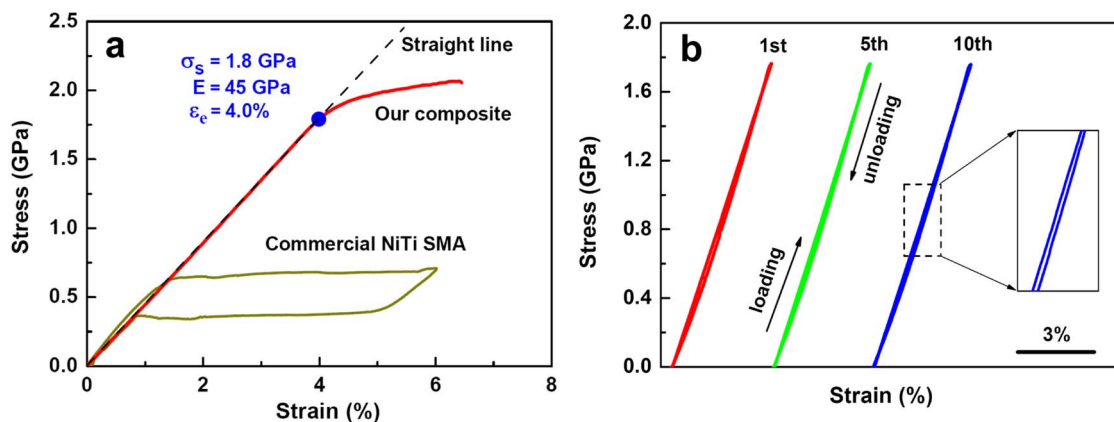 a
2.5
2.0
1.5
1.0
0.5
0.0
0
2
4
6
8
Stress (GPa)
Strain (%)
σs = 1.8 GPa
E = 45 GPa
εe = 4.0%
Straight line
Our composite
Commercial NiTi SMA
b
2.0
1.6
1.2
0.8
0.4
0.0
Stress (GPa)
Strain (%)
1st
5th
10th
unloading
loading
3%